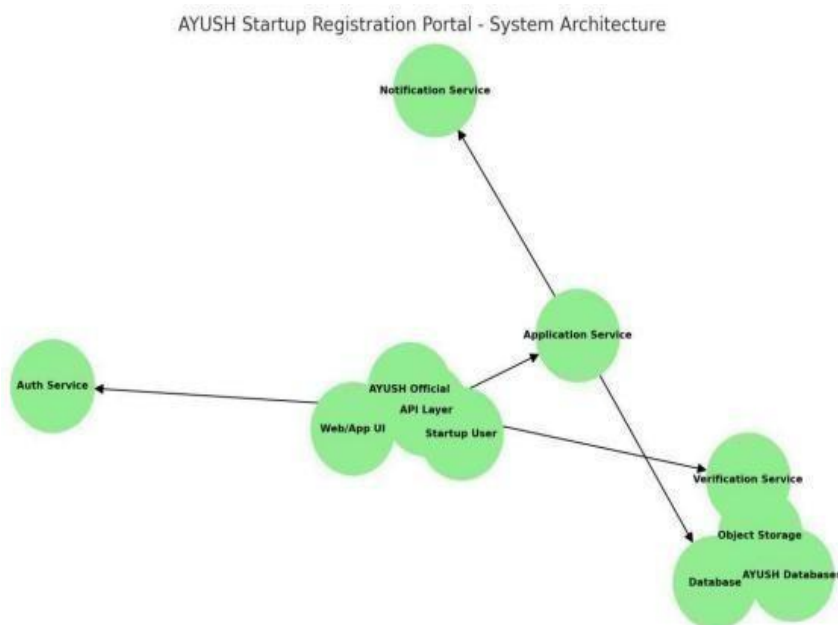 AYUSH Startup Registration Portal - System Architecture
Notification Service
Application Service
Auth Service
AYUSH Official
API Layer
Web/App UI
Startup User
Verification Service
Object Storage
AYUSH Databases
Database